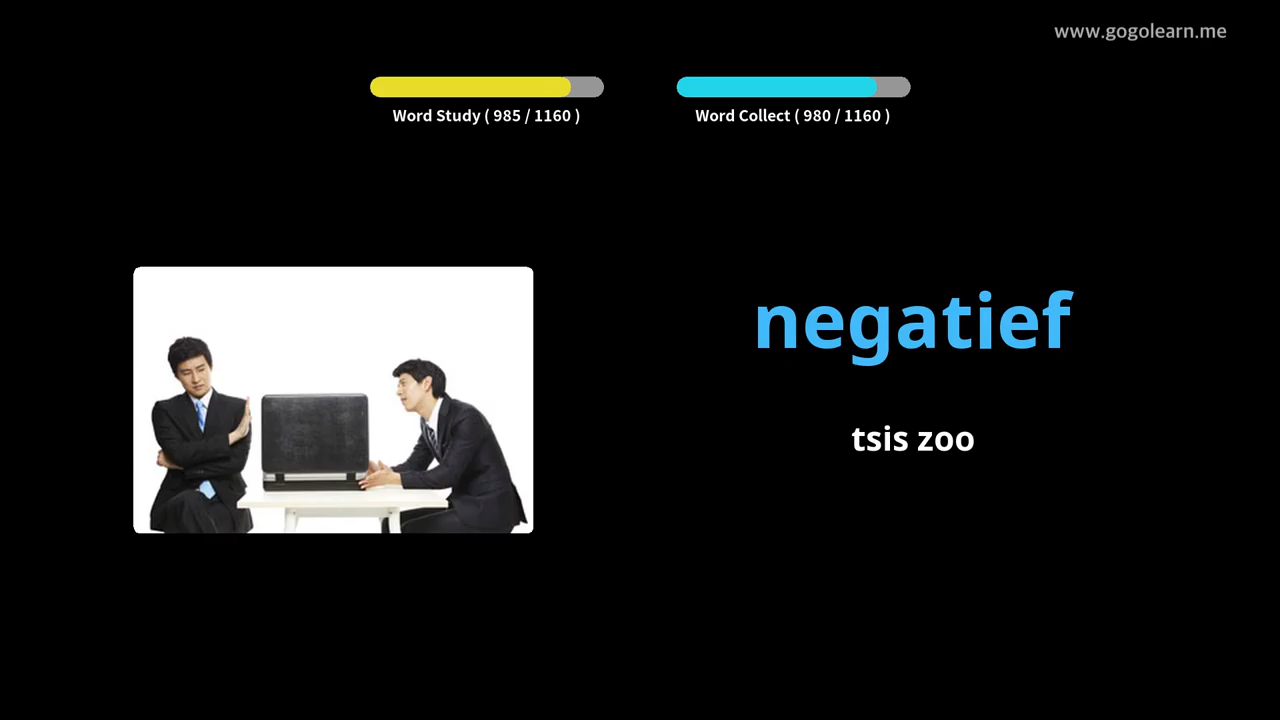 www.gogolearn.me
Word Study ( 985 / 1160 )
Word Collect ( 980 / 1160 )
negatief
tsis zoo